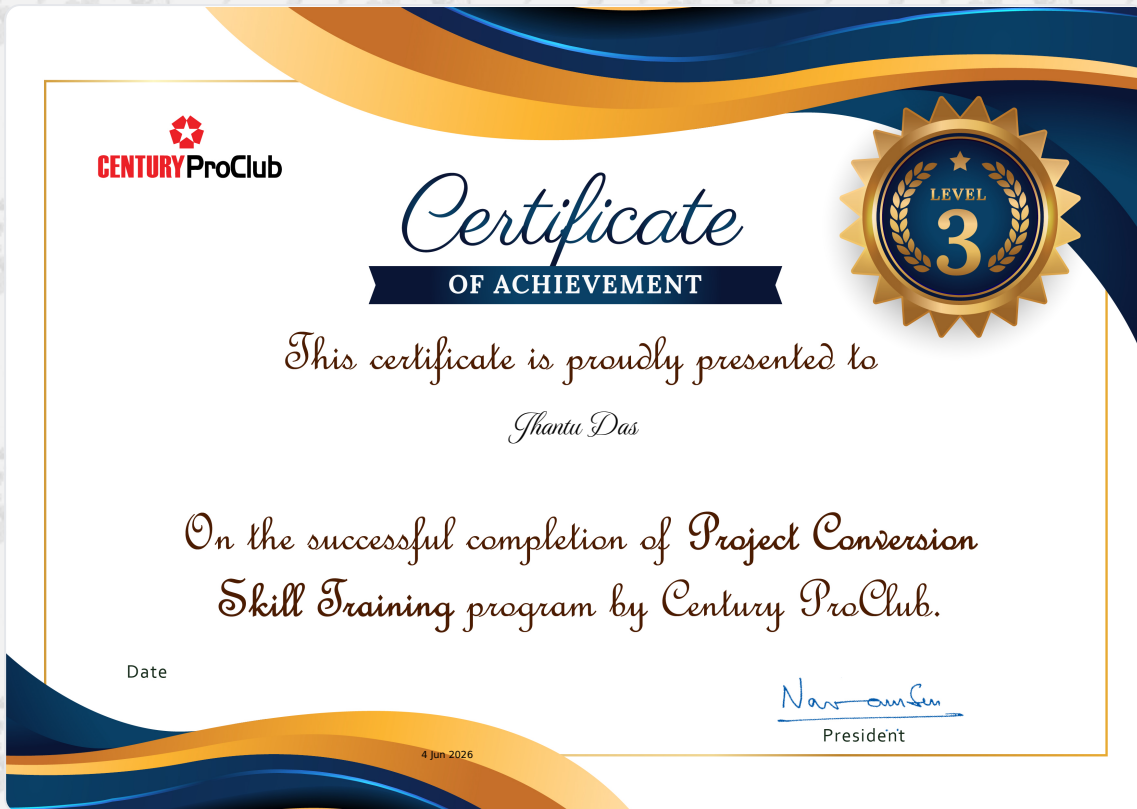 CENTURY ProClub
LEVEL
3
Certificate
OF ACHIEVEMENT
This certificate is proudly presented to
Jhantu Das
On the successful completion of Project Conversion
Skill Training program by Century ProClub.
Date
President
4 Jun 2026